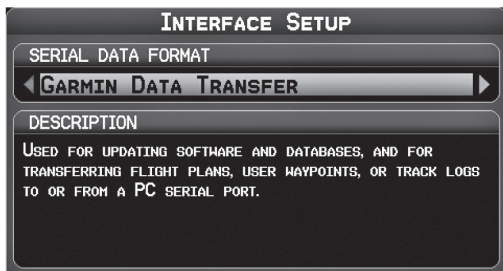 INTERFACE SETUP
SERIAL DATA FORMAT
GARMIN DATA TRANSFER
DESCRIPTION
USED FOR UPDATING SOFTWARE AND DATABASES, AND FOR
TRANSFERRING FLIGHT PLANS, USER WAYPOINTS, OR TRACK LOGS
TO OR FROM A PC SERIAL PORT.